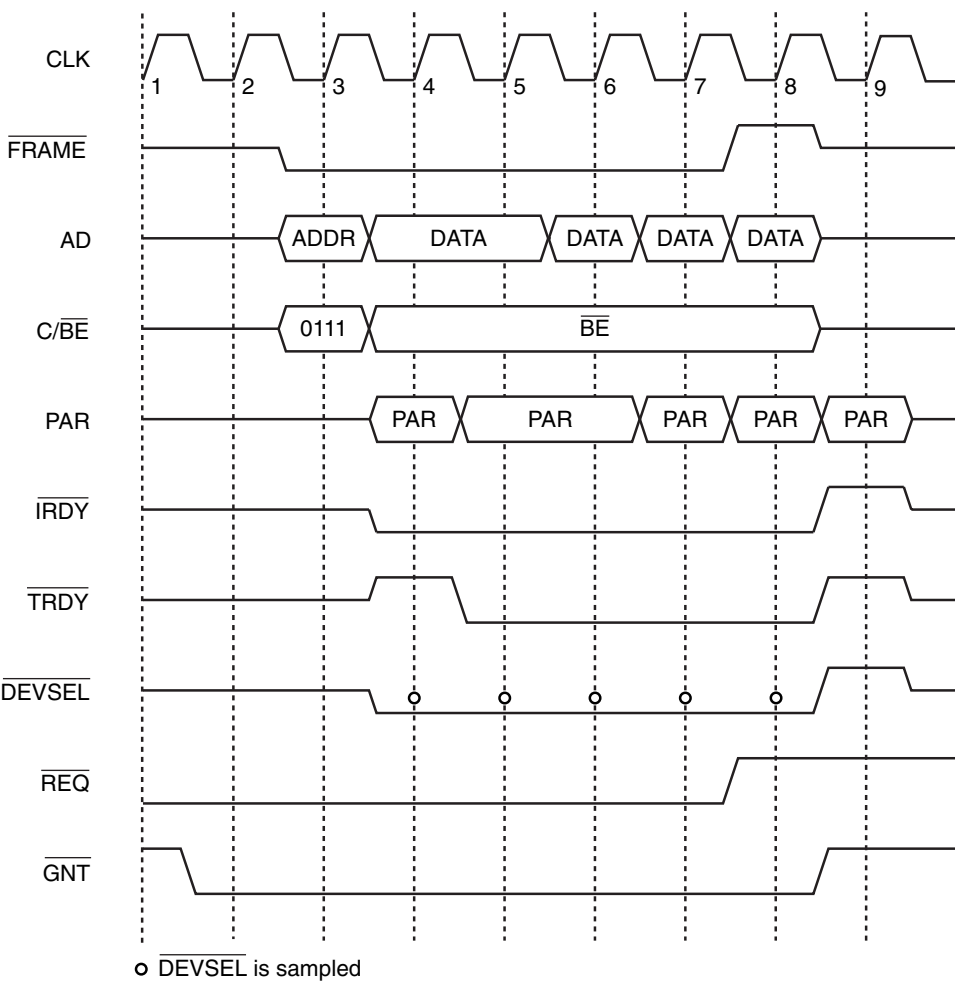 CLK
1 2 3 4 5 6 7 8 9
FRAME
AD ADDR DATA DATA DATA DATA
C/BE 0111 BE
PAR PAR PAR PAR PAR PAR
IRDY
TRDY
DEVSEL
REQ
GNT
DEVSEL is sampled